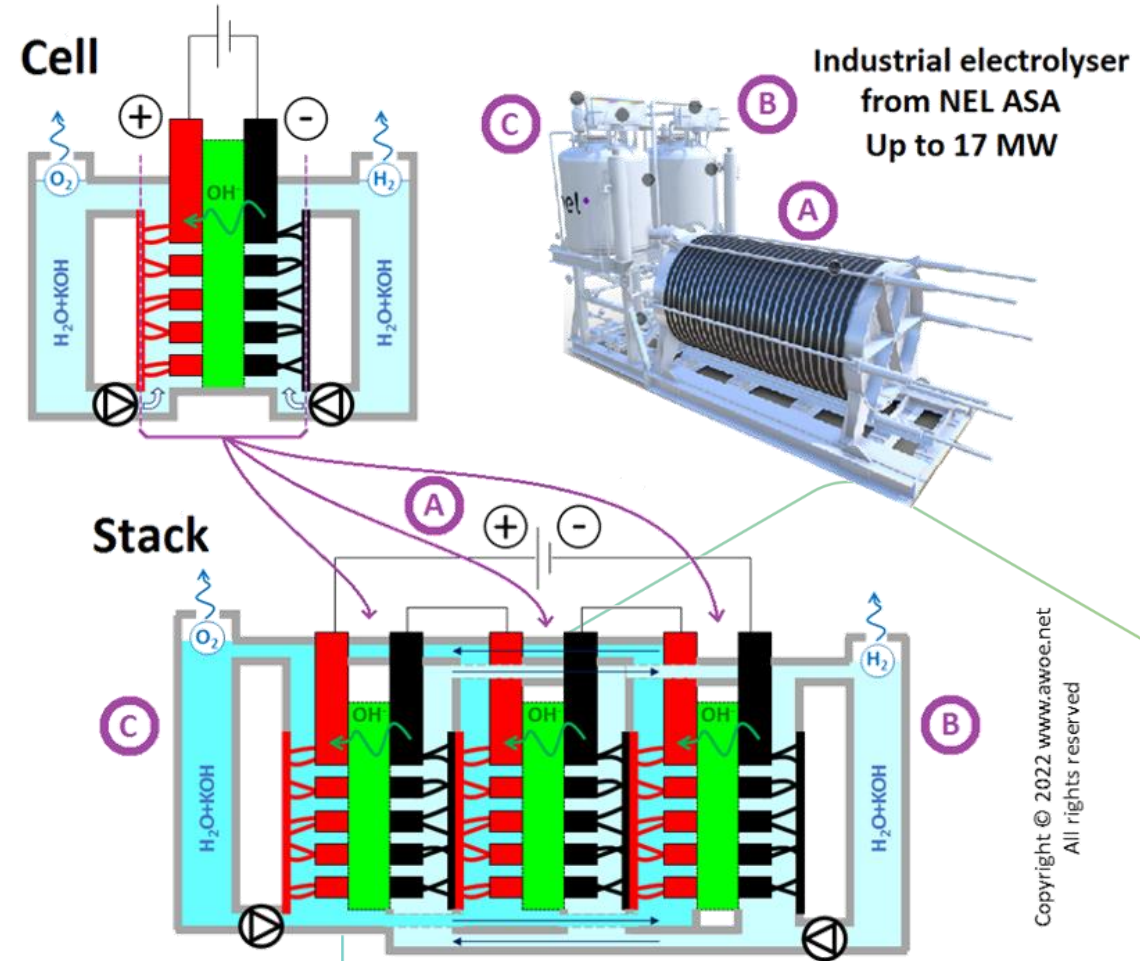 Cell
Industrial electrolyser
from NEL ASA
Up to 17 MW
C
B
A
+
-
O₂
H₂
OH⁻
H₂O+KOH
H₂O+KOH
nel
A
Stack
+
-
O₂
H₂
C
B
OH⁻
OH⁻
OH⁻
H₂O+KOH
H₂O+KOH
Copyright © 2022 www.awoe.net
All rights reserved